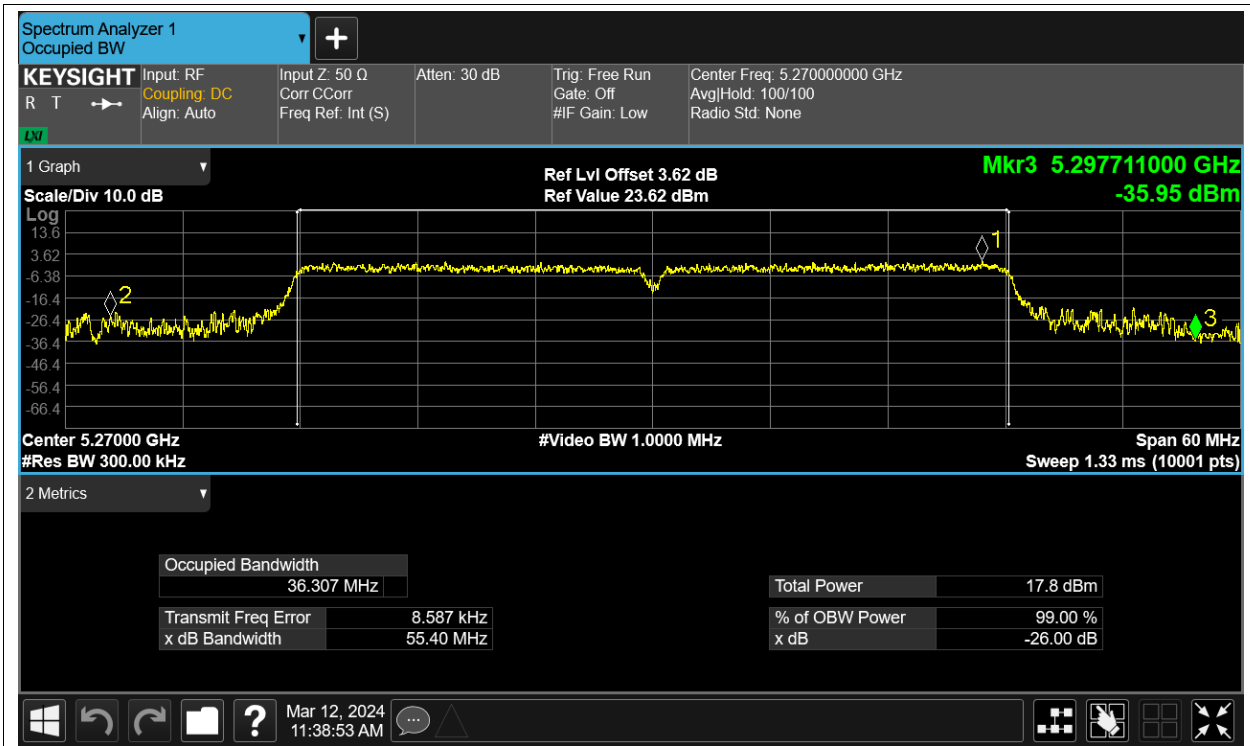 Spectrum Analyzer 1
Occupied BW
KEYSIGHT
R T
LXI
Input: RF
Coupling: DC
Align: Auto
Input Z: 50 Ω
Corr CCorr
Freq Ref: Int (S)
Atten: 30 dB
Trig: Free Run
Gate: Off
#IF Gain: Low
Center Freq: 5.270000000 GHz
Avg|Hold: 100/100
Radio Std: None
1 Graph
Scale/Div 10.0 dB
Ref Lvl Offset 3.62 dB
Ref Value 23.62 dBm
Mkr3 5.297711000 GHz
-35.95 dBm
Log
13.6
3.62
-6.38
-16.4
-26.4
-36.4
-46.4
-56.4
-66.4
1
2
3
Center 5.27000 GHz
#Res BW 300.00 kHz
#Video BW 1.0000 MHz
Span 60 MHz
Sweep 1.33 ms (10001 pts)
2 Metrics
Occupied Bandwidth
36.307 MHz
Transmit Freq Error 8.587 kHz
x dB Bandwidth 55.40 MHz
Total Power 17.8 dBm
% of OBW Power 99.00 %
x dB -26.00 dB
?
Mar 12, 2024
11:38:53 AM